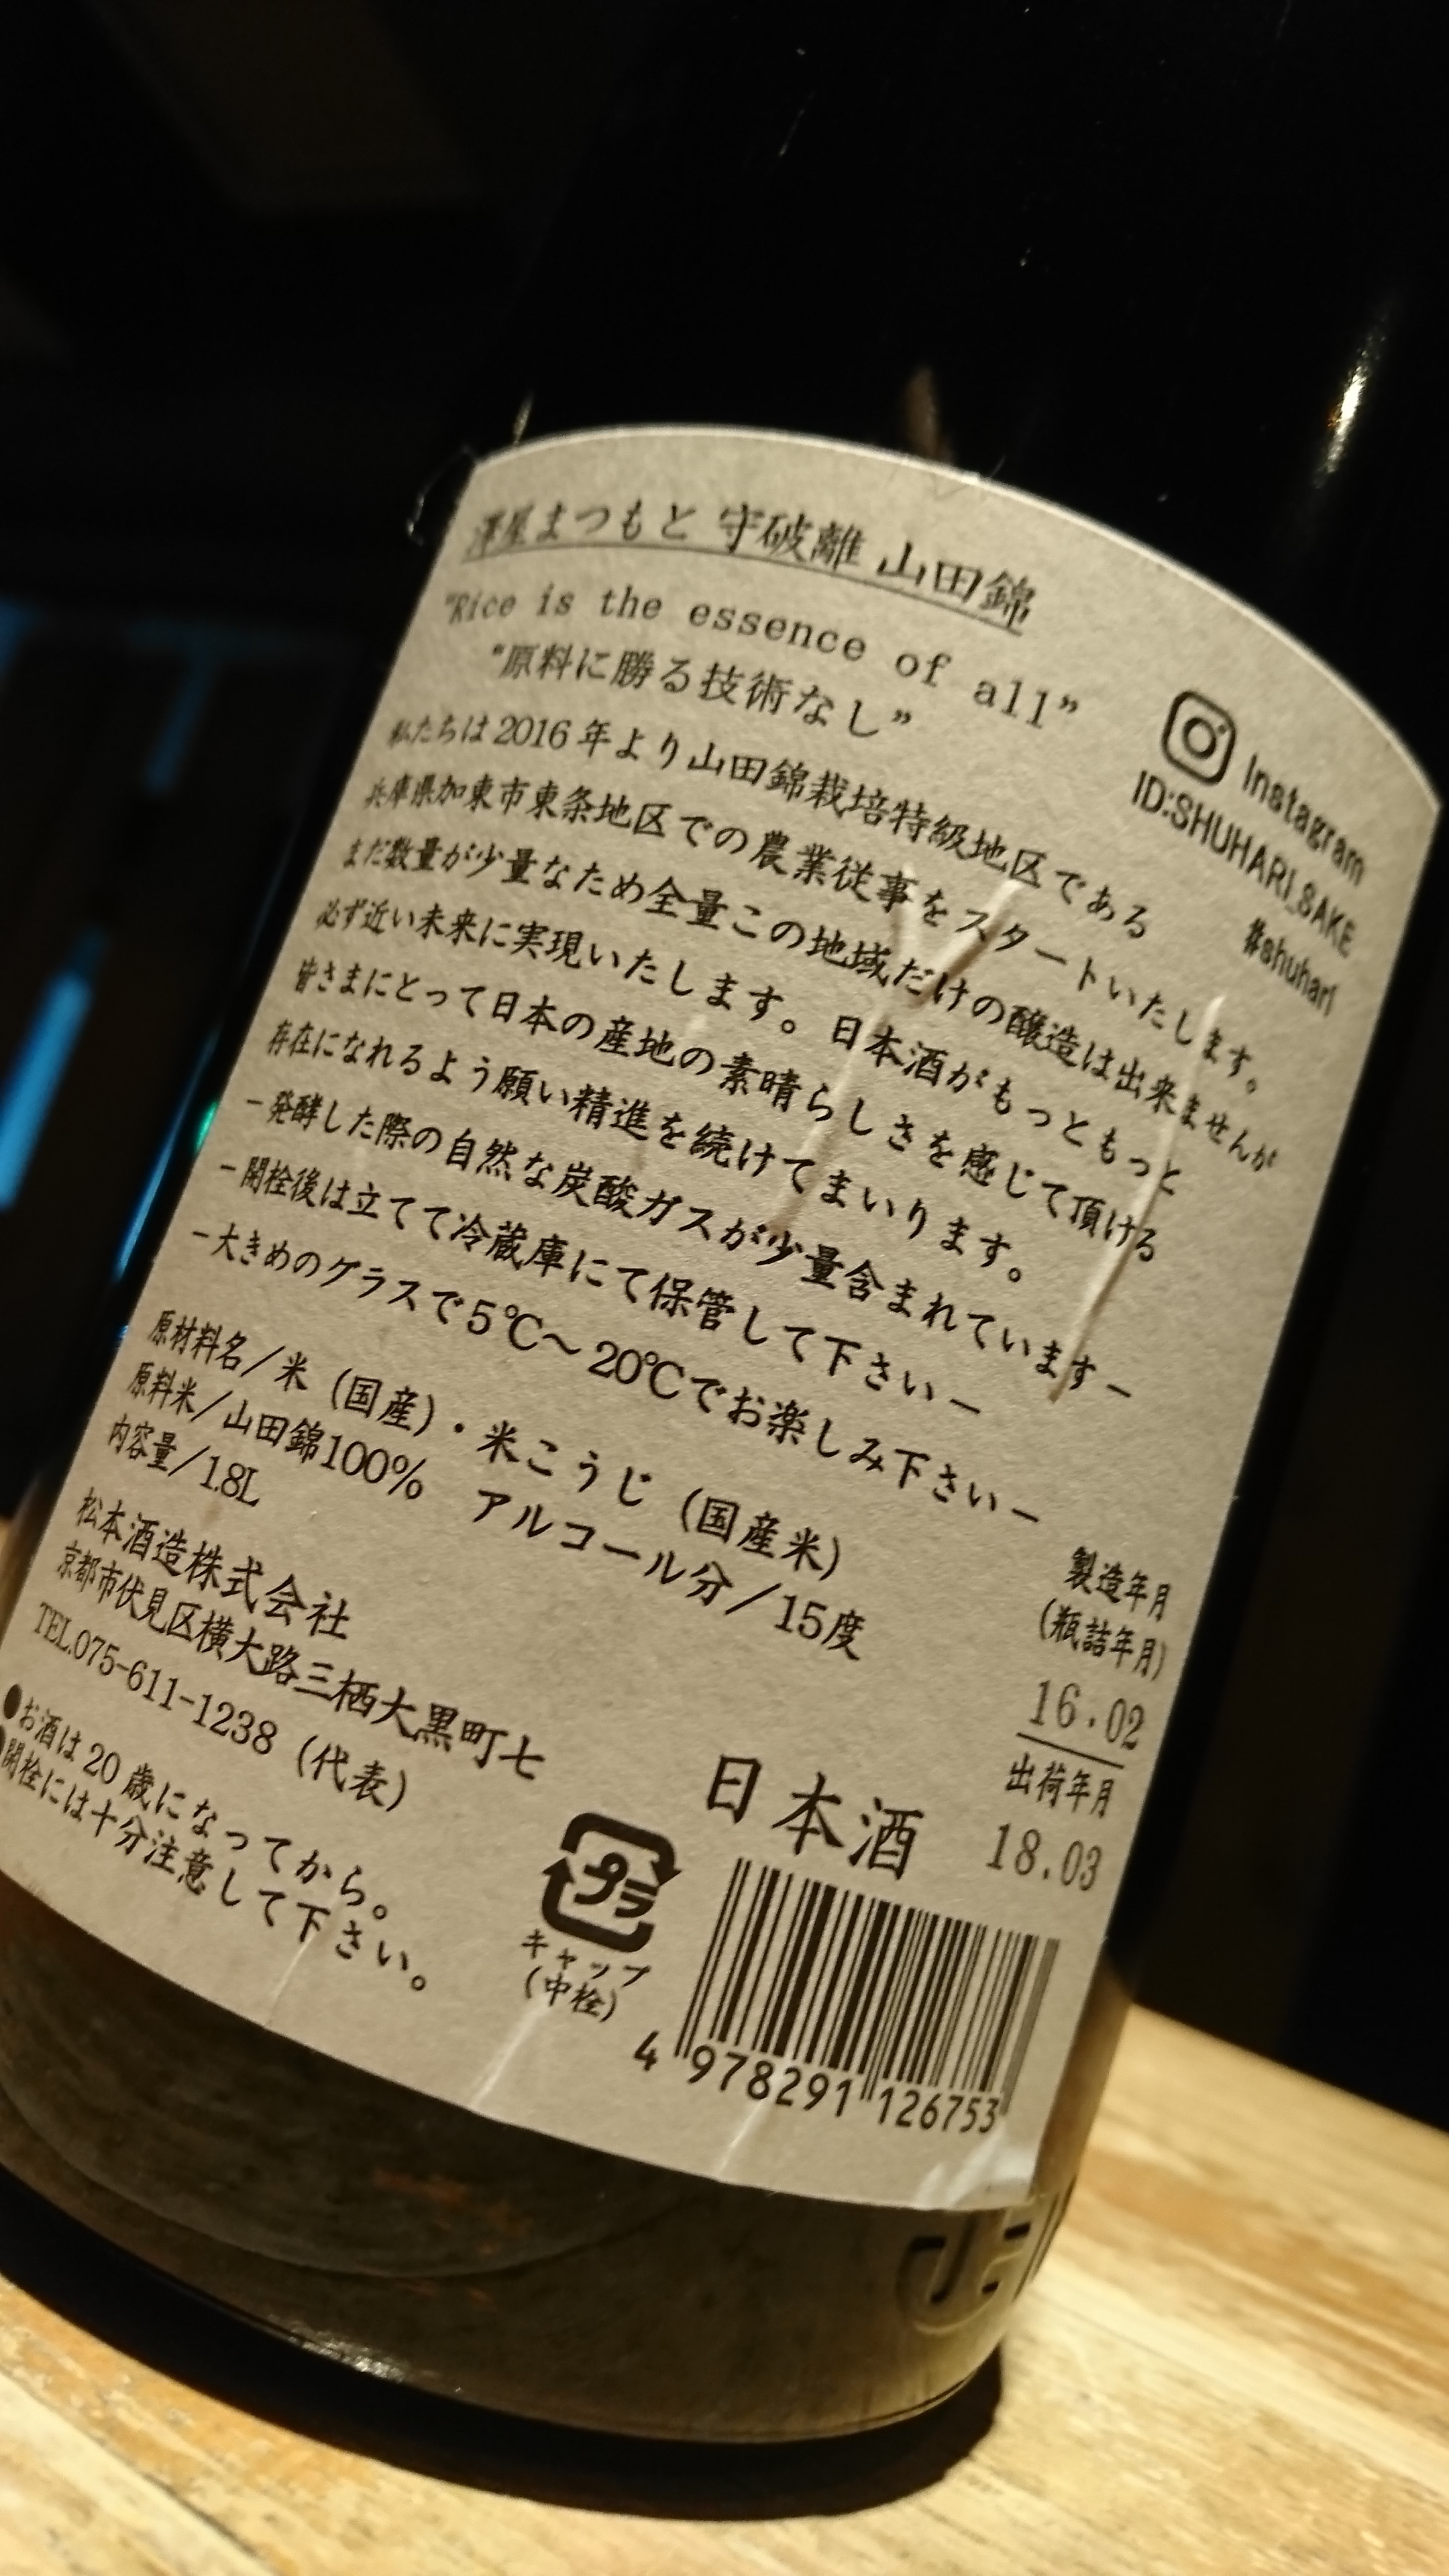 澤屋まつもと 守破離 山田錦
"Rice is the essence of all"
"原料に勝る技術なし"
Instagram
ID:SHUHARI_SAKE
#shuhari
私たちは2016年より山田錦栽培特級地区である
兵庫県加東市東条地区での農業従事をスタートいたします。
まだ数量が少量なため全量この地域だけの醸造は出来ませんが
必ず近い未来に実現いたします。日本酒がもっともっと
皆さまにとって日本の産地の素晴らしさを感じて頂ける
存在になれるよう願い精進を続けてまいります。
－発酵した際の自然な炭酸ガスが少量含まれています－
－開栓後は立てて冷蔵庫にて保管して下さい－
－大きめのグラスで5℃～20℃でお楽しみ下さい－
原材料名／米（国産）・米こうじ（国産米）
原料米／山田錦100%　アルコール分／15度
内容量／1.8L
松本酒造株式会社
京都市伏見区横大路三栖大黒町七
TEL.075-611-1238（代表）
●お酒は20歳になってから。
●開栓には十分注意して下さい。
製造年月
(瓶詰年月)
16.02
出荷年月
18.03
日本酒
プラ
キャップ
(中栓)
4 978291 126753